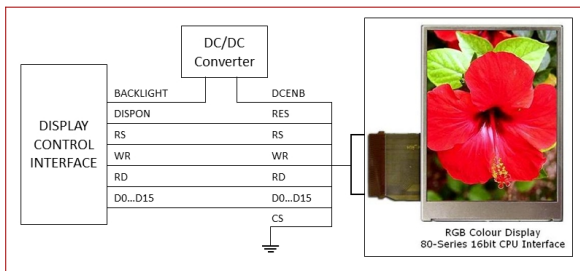 DC/DC
Converter
DISPLAY
CONTROL
INTERFACE
BACKLIGHT
DCENB
DISPON
RES
RS
RS
WR
WR
RD
RD
D0...D15
D0...D15
CS
RGB Colour Display
80-Series 16bit CPU Interface